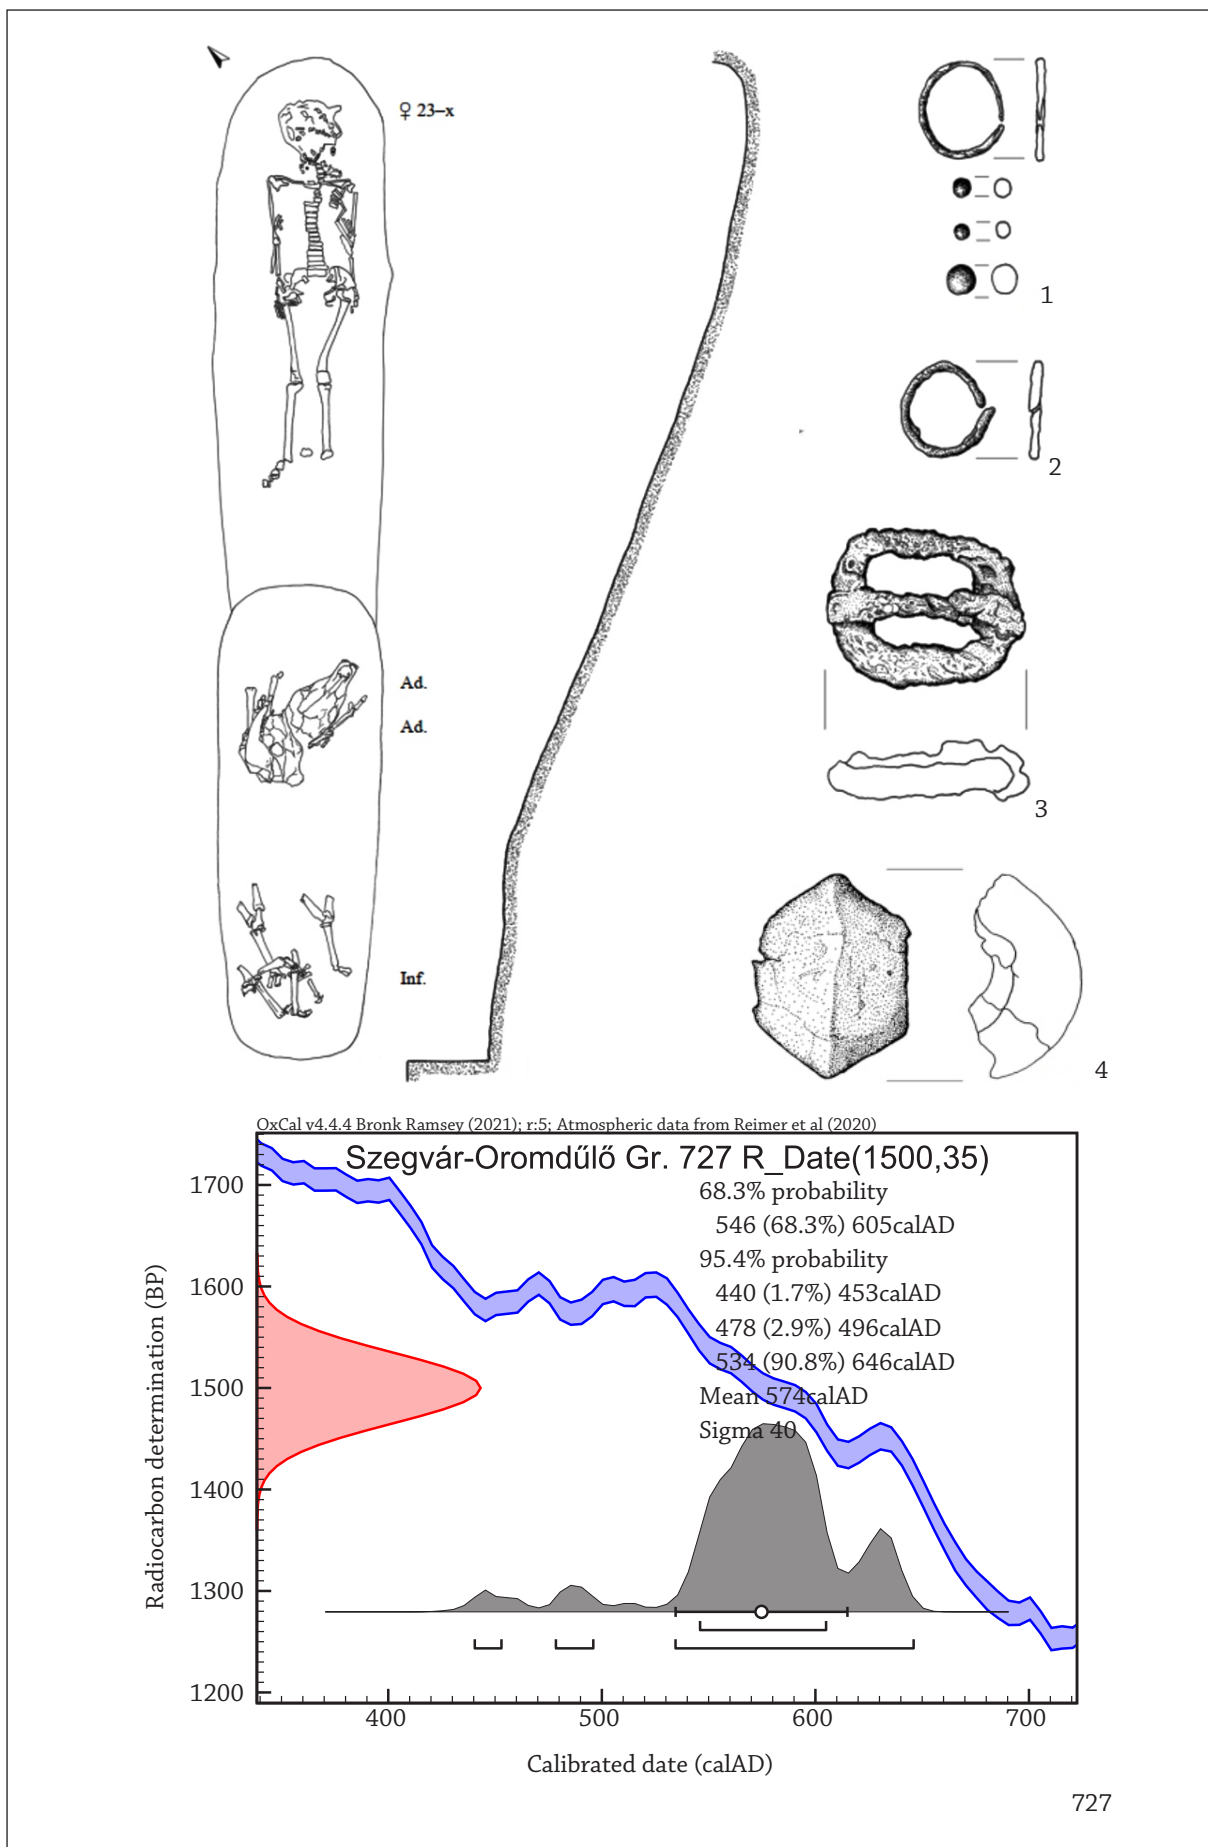 ♀ 23–x
1
2
Ad.
Ad.
3
Inf.
4
OxCal v4.4.4 Bronk Ramsey (2021); r:5; Atmospheric data from Reimer et al (2020)
Szegvár-Oromdűlő Gr. 727 R_Date(1500,35)
68.3% probability
546 (68.3%) 605calAD
95.4% probability
440 (1.7%) 453calAD
478 (2.9%) 496calAD
534 (90.8%) 646calAD
Mean 574calAD
Sigma 40
Radiocarbon determination (BP)
1700
1600
1500
1400
1300
1200
400 500 600 700
Calibrated date (calAD)
727